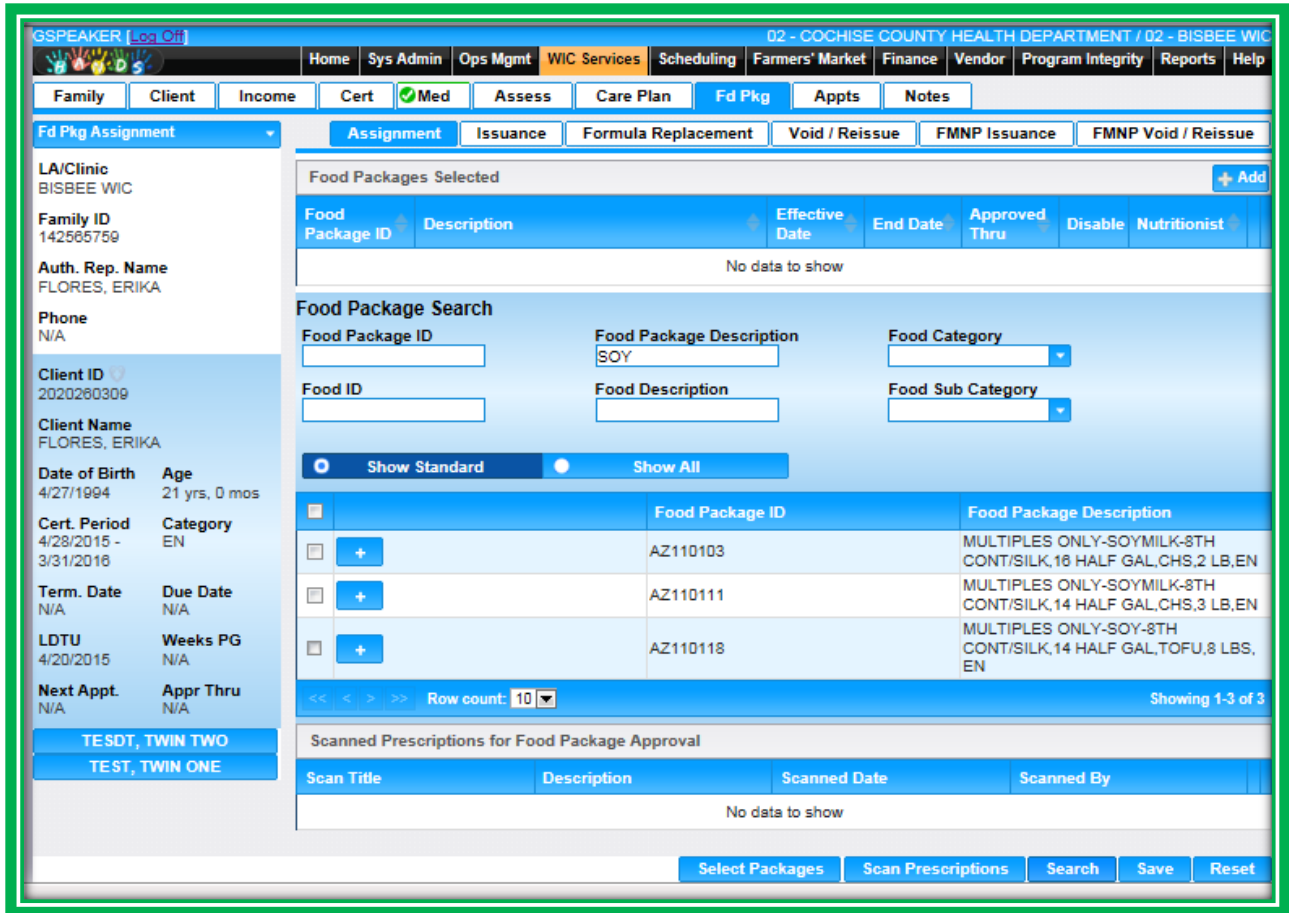 GSPEAKER [Log Off] 02 - COCHISE COUNTY HEALTH DEPARTMENT / 02 - BISBEE WIC
HANDS Home Sys Admin Ops Mgmt WIC Services Scheduling Farmers' Market Finance Vendor Program Integrity Reports Help
Family Client Income Cert Med Assess Care Plan Fd Pkg Appts Notes
Fd Pkg Assignment Assignment Issuance Formula Replacement Void / Reissue FMNP Issuance FMNP Void / Reissue
LA/Clinic
BISBEE WIC
Family ID
142565759
Auth. Rep. Name
FLORES, ERIKA
Phone
N/A
Client ID
2020260309
Client Name
FLORES, ERIKA
Date of Birth Age
4/27/1994 21 yrs, 0 mos
Cert. Period Category
4/28/2015 - EN
3/31/2016
Term. Date Due Date
N/A N/A
LDTU Weeks PG
4/20/2015 N/A
Next Appt. Appr Thru
N/A N/A
TESDT, TWIN TWO
TEST, TWIN ONE
Food Packages Selected + Add
Food Package ID Description Effective Date End Date Approved Thru Disable Nutritionist
No data to show
Food Package Search
Food Package ID Food Package Description Food Category
SOY
Food ID Food Description Food Sub Category
Show Standard Show All
Food Package ID Food Package Description
+ AZ110103 MULTIPLES ONLY-SOYMILK-8TH
CONT/SILK,16 HALF GAL,CHS,2 LB,EN
+ AZ110111 MULTIPLES ONLY-SOYMILK-8TH
CONT/SILK,14 HALF GAL,CHS,3 LB,EN
+ AZ110118 MULTIPLES ONLY-SOY-8TH
CONT/SILK,14 HALF GAL,TOFU,8 LBS,
EN
<< < > >> Row count: 10 Showing 1-3 of 3
Scanned Prescriptions for Food Package Approval
Scan Title Description Scanned Date Scanned By
No data to show
Select Packages Scan Prescriptions Search Save Reset